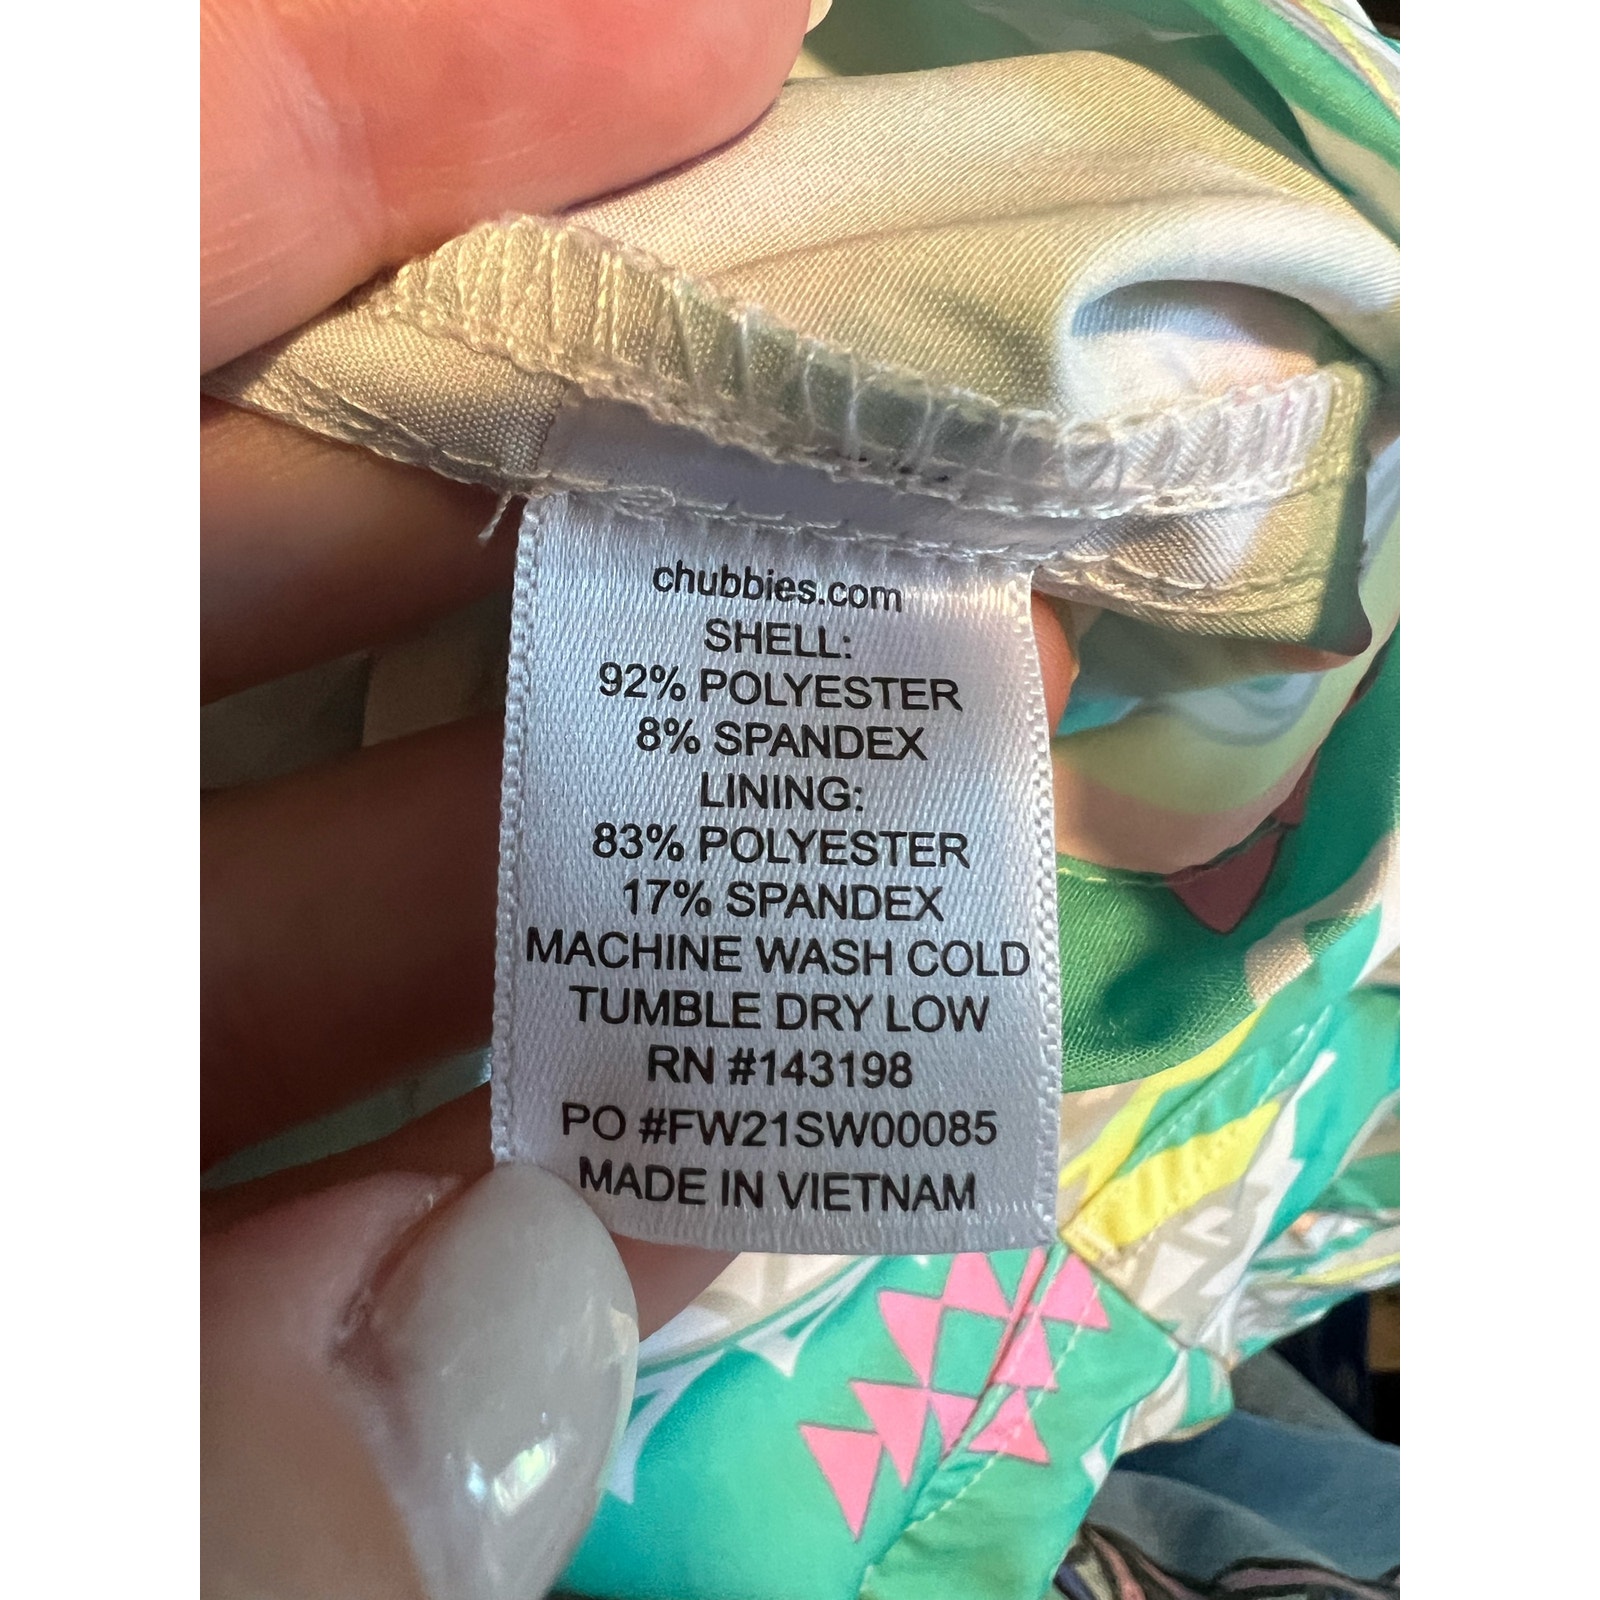 chubbies.com
SHELL:
92% POLYESTER
8% SPANDEX
LINING:
83% POLYESTER
17% SPANDEX
MACHINE WASH COLD
TUMBLE DRY LOW
RN #143198
PO #FW21SW00085
MADE IN VIETNAM